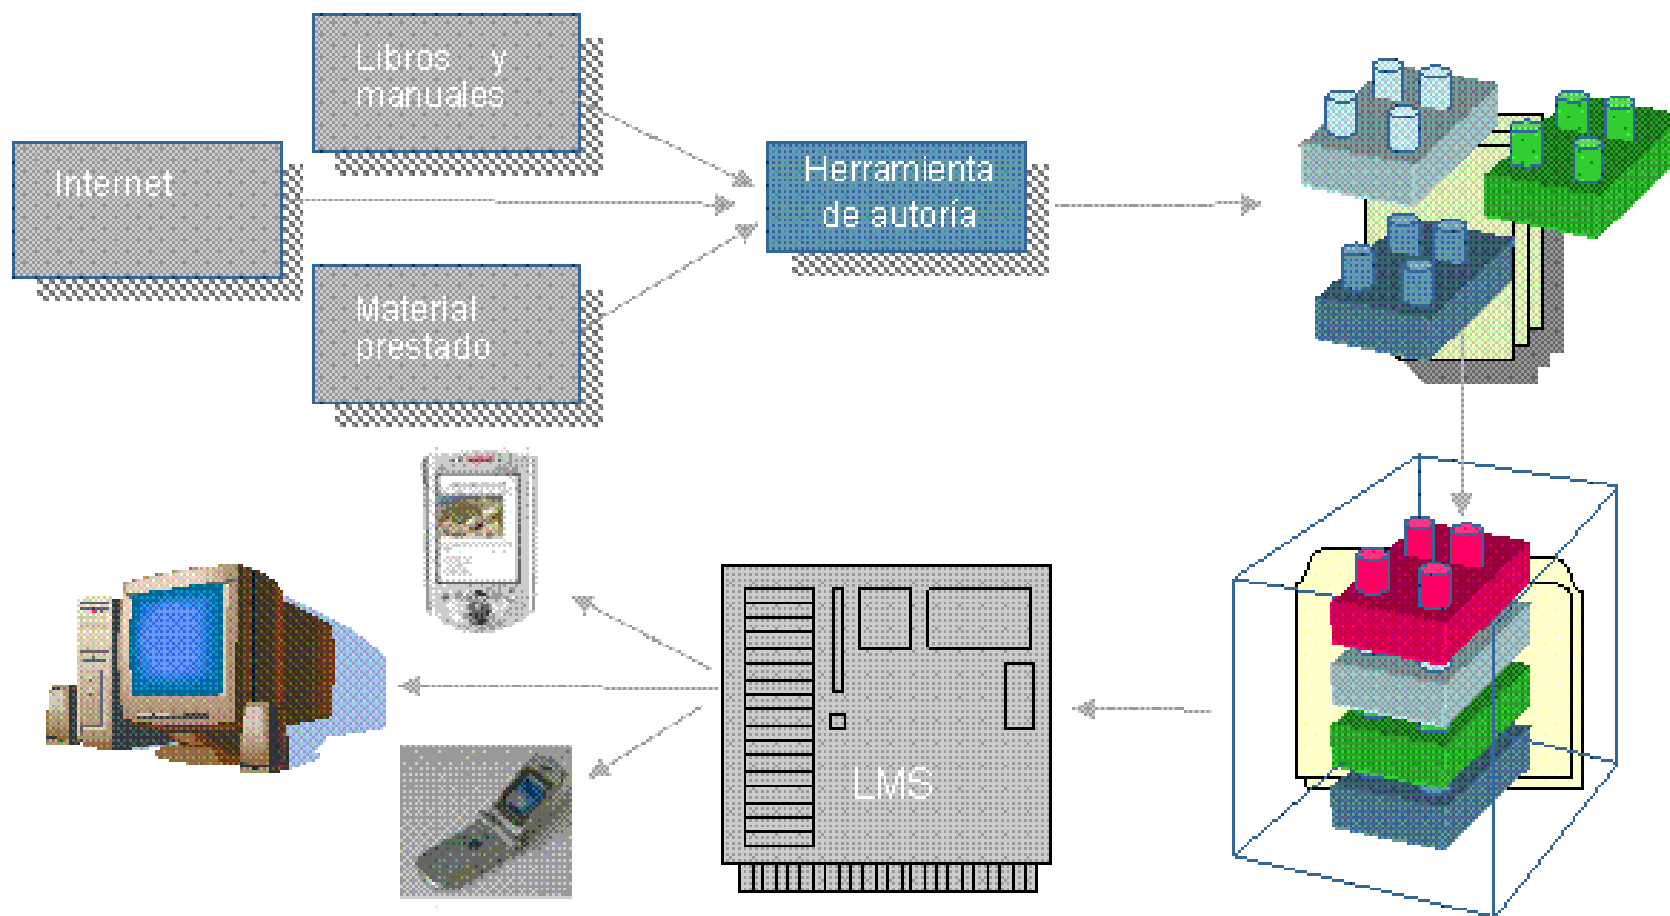 Libros y
manuales
Internet
Herramienta
de autoría
Material
prestado
LMS